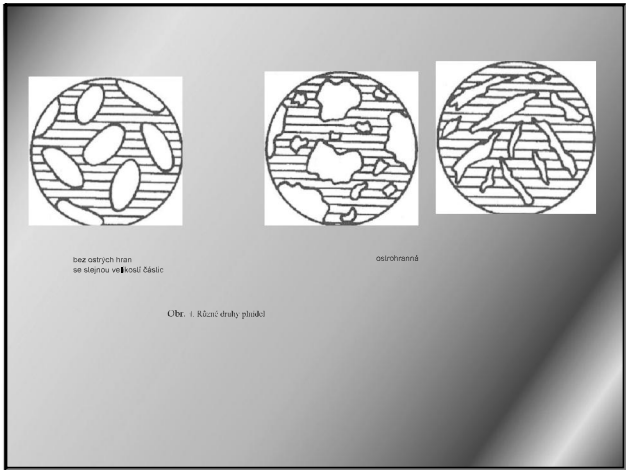 bez ostrých hran
se stejnou velikostí částic
ostrohranná
Obr. 1. Různé druhy plnidel